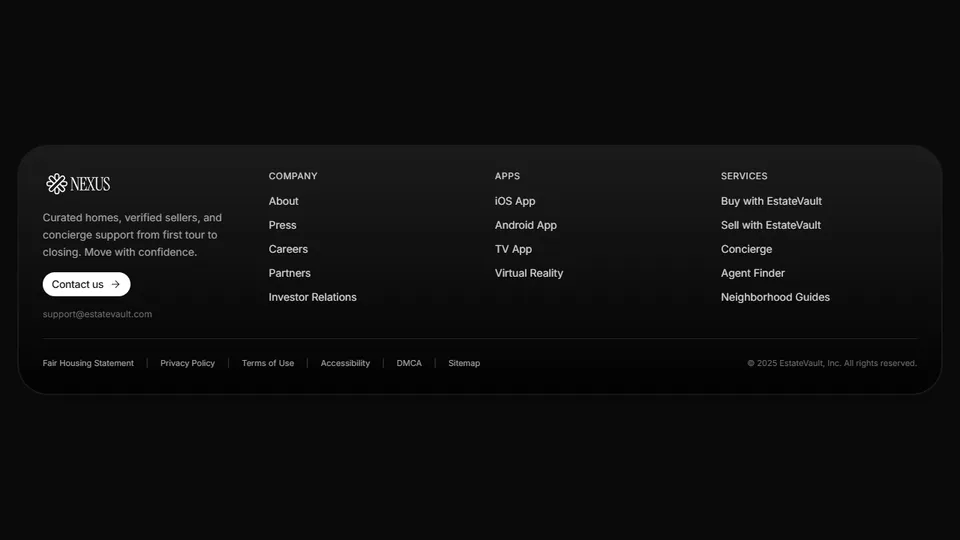 NEXUS
Curated homes, verified sellers, and
concierge support from first tour to
closing. Move with confidence.
Contact us
support@estatevault.com
COMPANY
About
Press
Careers
Partners
Investor Relations
APPS
iOS App
Android App
TV App
Virtual Reality
SERVICES
Buy with EstateVault
Sell with EstateVault
Concierge
Agent Finder
Neighborhood Guides
Fair Housing Statement
Privacy Policy
Terms of Use
Accessibility
DMCA
Sitemap
© 2025 EstateVault, Inc. All rights reserved.